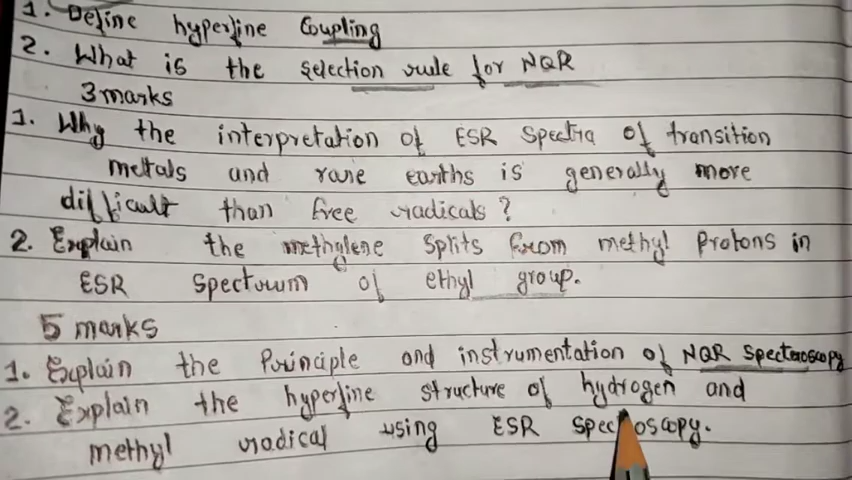 1. Define hyperfine Coupling
2. What is the selection rule for NQR
3 marks
1. Why the interpretation of ESR Spectra of transition
metals and rare earths is generally more
difficult than free radicals?
2. Explain the methylene splits from methyl Protons in
ESR spectrum of ethyl group.
5 marks
1. Explain the Principle and instrumentation of NQR Spectroscopy
2. Explain the hyperfine structure of hydrogen and
methyl radical using ESR spectroscopy.